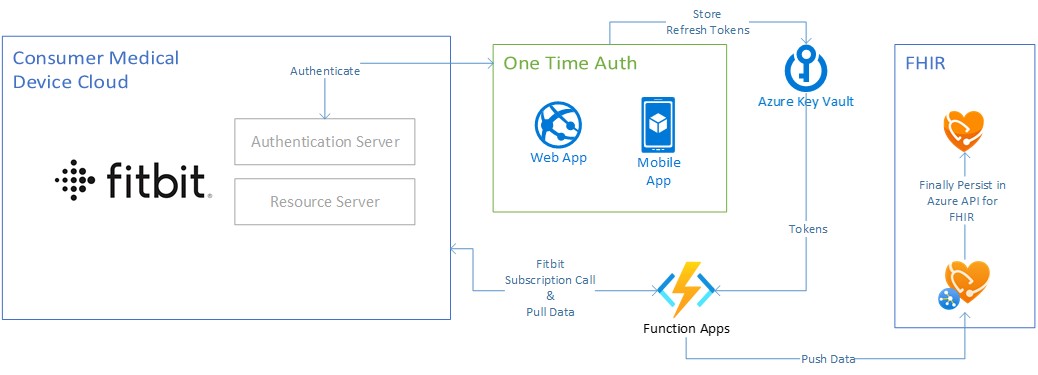 Store
Refresh Tokens
Consumer Medical
Device Cloud
Authenticate
Authentication Server
Resource Server
fitbit
One Time Auth
Web App
Mobile
App
Azure Key Vault
Tokens
Fitbit
Subscription Call
&
Pull Data
Function Apps
Push Data
FHIR
Finally Persist in
Azure API for
FHIR